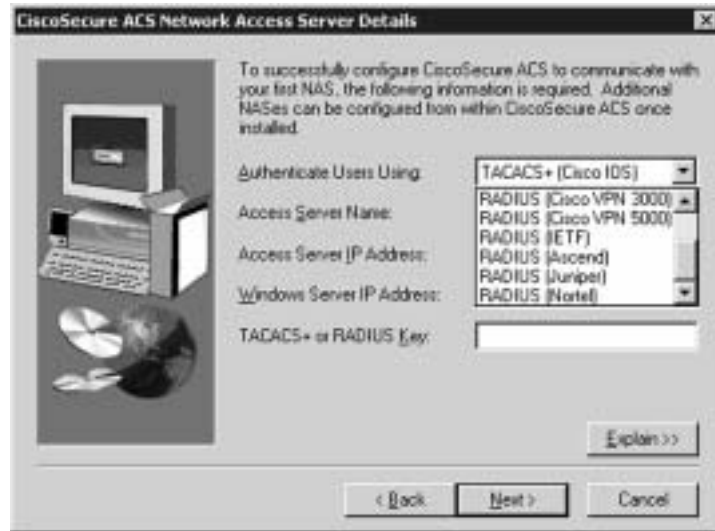 CiscoSecure ACS Network Access Server Details
To successfully configure CiscoSecure ACS to communicate with
your first NAS, the following information is required. Additional
NASes can be configured from within CiscoSecure ACS once
installed.
Authenticate Users Using:
TACACS+ (Cisco IOS)
RADIUS (Cisco VPN 3000)
Access Server Name:
RADIUS (Cisco VPN 5000)
RADIUS (IETF)
Access Server IP Address:
RADIUS (Ascend)
RADIUS (Juniper)
Windows Server IP Address:
RADIUS (Nortel)
TACACS+ or RADIUS Key:
Explain >>
< Back
Next >
Cancel